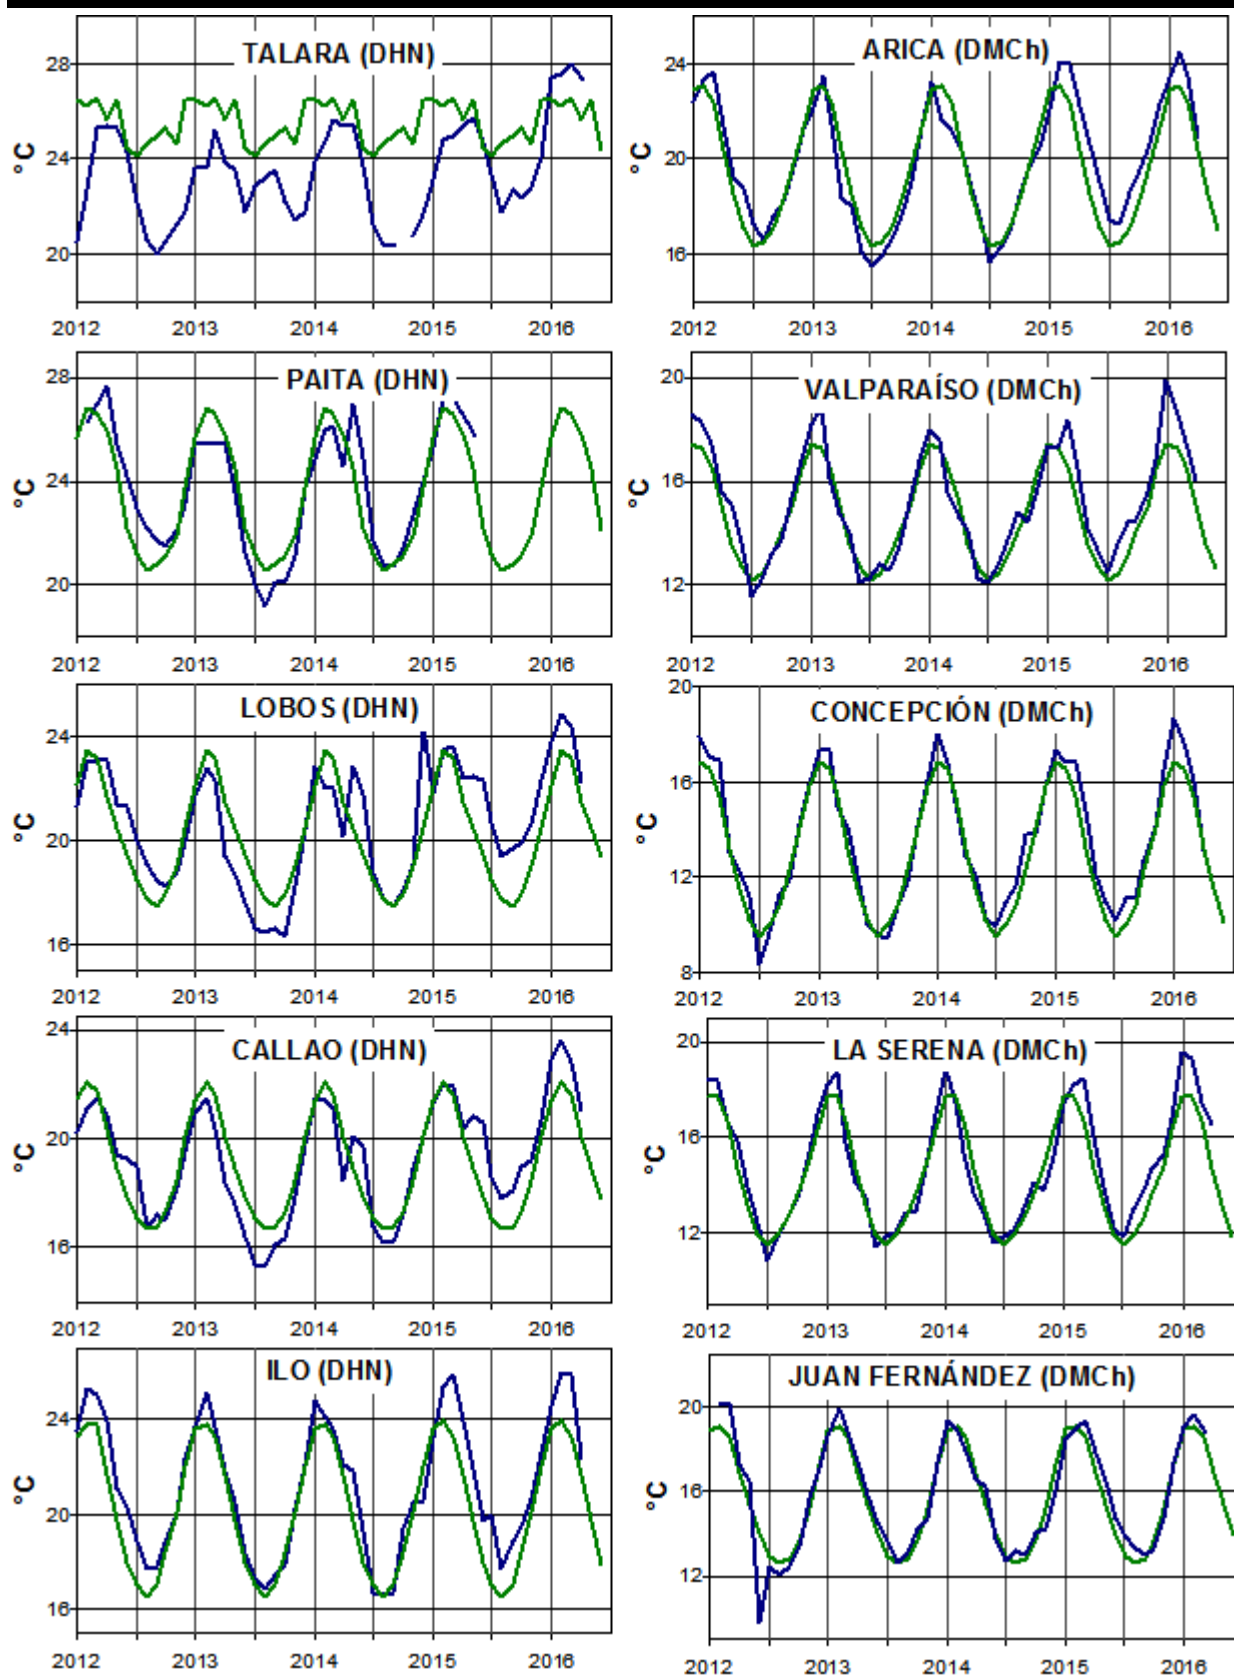 TALARA (DHN)
28
24
20
°C
2012 2013 2014 2015 2016
ARICA (DMCh)
24
20
16
°C
2012 2013 2014 2015 2016
PAITA (DHN)
28
24
20
°C
2012 2013 2014 2015 2016
VALPARAÍSO (DMCh)
20
16
12
°C
2012 2013 2014 2015 2016
LOBOS (DHN)
24
20
16
°C
2012 2013 2014 2015 2016
CONCEPCIÓN (DMCh)
20
16
12
8
°C
2012 2013 2014 2015 2016
CALLAO (DHN)
24
20
16
°C
2012 2013 2014 2015 2016
LA SERENA (DMCh)
20
16
12
°C
2012 2013 2014 2015 2016
ILO (DHN)
24
20
16
°C
2012 2013 2014 2015 2016
JUAN FERNÁNDEZ (DMCh)
20
16
12
°C
2012 2013 2014 2015 2016